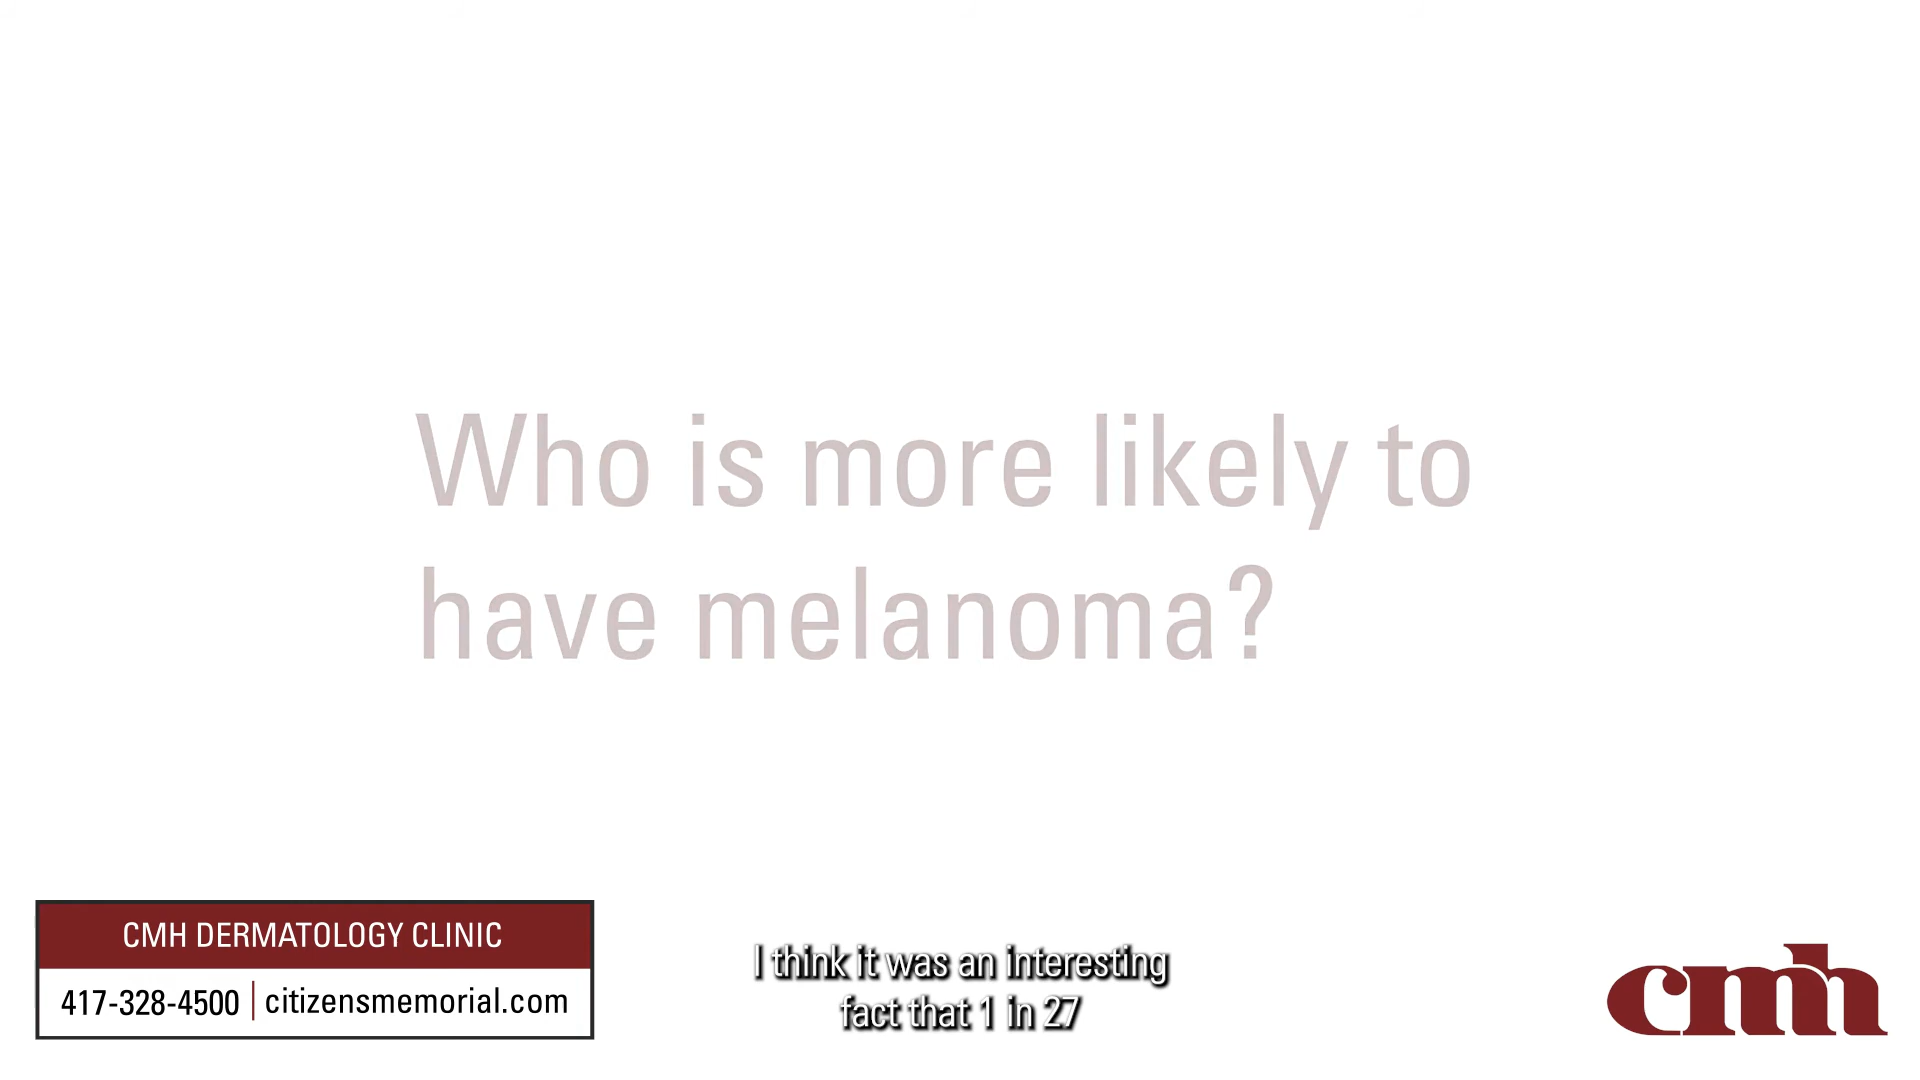 Who is more likely to
have melanoma?
CMH DERMATOLOGY CLINIC
417-328-4500 | citizensmemorial.com
I think it was an interesting
fact that 1 in 27
cmh